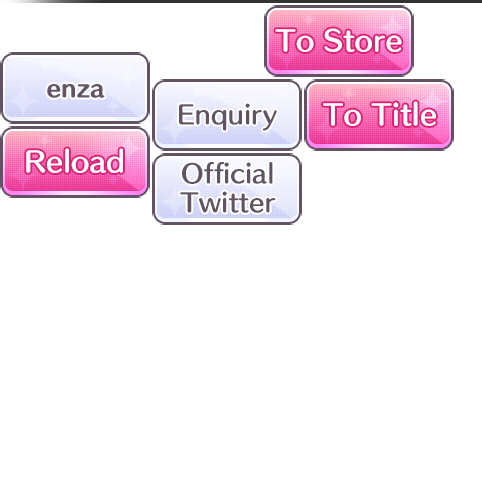 To Store
enza
Enquiry
To Title
Reload
Official
Twitter